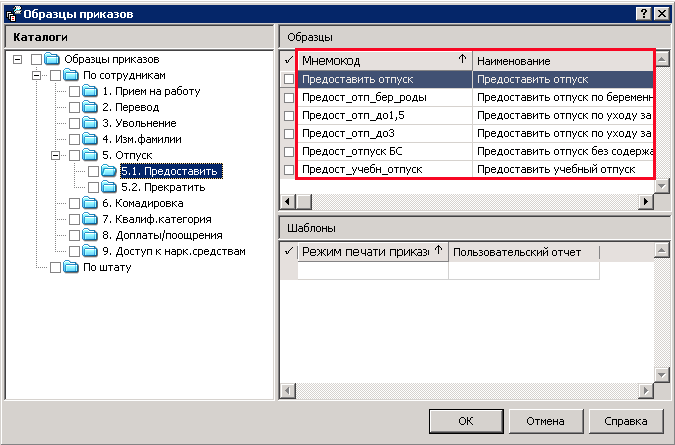 Образцы приказов
Каталоги
Образцы приказов
По сотрудникам
1. Прием на работу
2. Перевод
3. Увольнение
4. Изм.фамилии
5. Отпуск
5.1. Предоставить
5.2. Прекратить
6. Комадировка
7. Квалиф.категория
8. Доплаты/поощрения
9. Доступ к нарк.средствам
По штату
Образцы
Мнемокод Наименование
Предоставить отпуск Предоставить отпуск
Предост_отп_бер_роды Предоставить отпуск по беременн
Предост_отп_до1,5 Предоставить отпуск по уходу за
Предост_отп_до3 Предоставить отпуск по уходу за
Предост_отпуск БС Предоставить отпуск без содержа
Предост_учебн_отпуск Предоставить учебный отпуск
Шаблоны
Режим печати приказо Пользовательский отчет
OK Отмена Справка